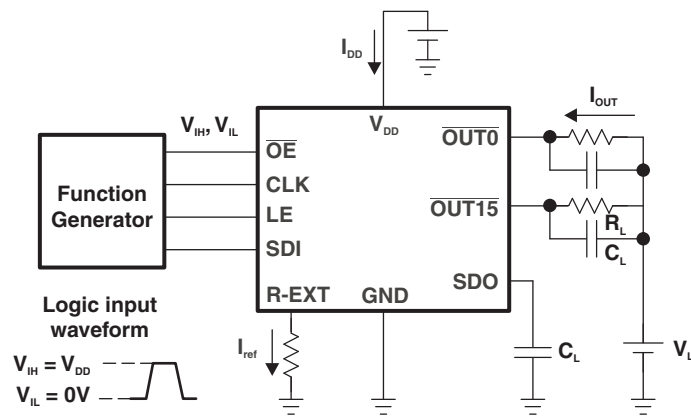 I_DD
V_IH, V_IL
Function
Generator
OE
CLK
LE
SDI
V_DD
OUT0
OUT15
SDO
R-EXT
GND
I_OUT
R_L
C_L
I_ref
C_L
V_L
Logic input
waveform
V_IH = V_DD
V_IL = 0V